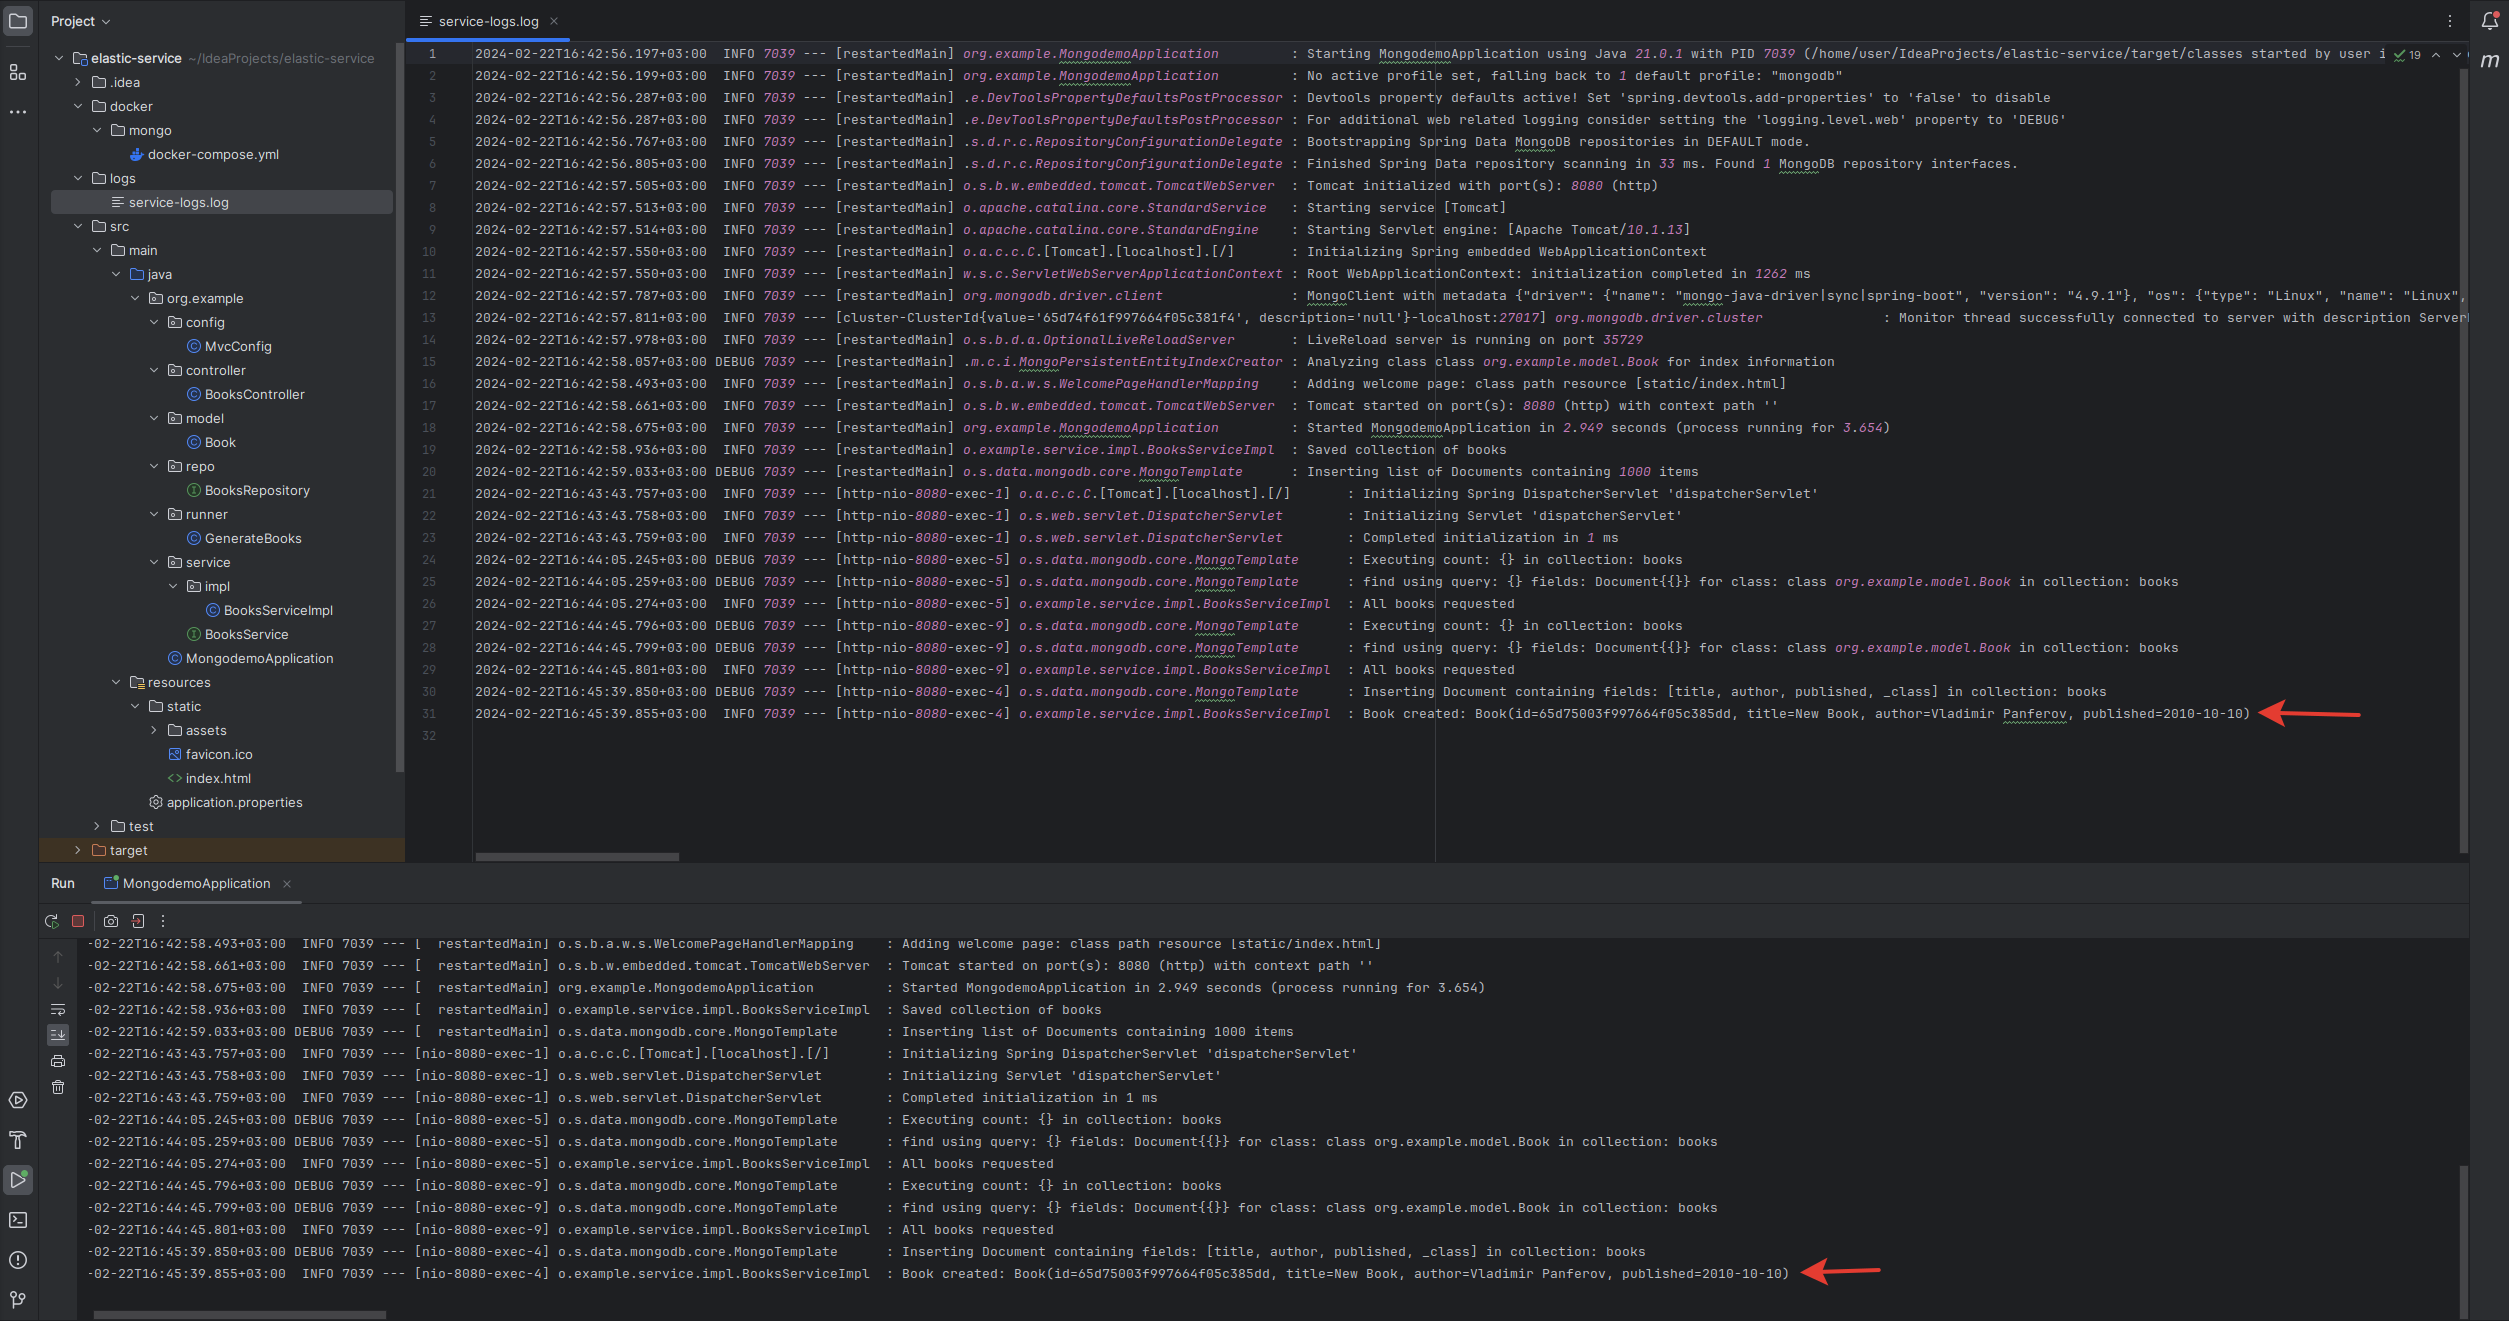 Project
elastic-service ~/IdeaProjects/elastic-service
.idea
docker
mongo
docker-compose.yml
logs
service-logs.log
src
main
java
org.example
config
MvcConfig
controller
BooksController
model
Book
repo
BooksRepository
runner
GenerateBooks
service
impl
BooksServiceImpl
BooksService
MongodemoApplication
resources
static
assets
favicon.ico
index.html
application.properties
test
target
service-logs.log
19
1 2024-02-22T16:42:56.197+03:00 INFO 7039 --- [restartedMain] org.example.MongodemoApplication : Starting MongodemoApplication using Java 21.0.1 with PID 7039 (/home/user/IdeaProjects/elastic-service/target/classes started by user i
2 2024-02-22T16:42:56.199+03:00 INFO 7039 --- [restartedMain] org.example.MongodemoApplication : No active profile set, falling back to 1 default profile: "mongodb"
3 2024-02-22T16:42:56.287+03:00 INFO 7039 --- [restartedMain] .e.DevToolsPropertyDefaultsPostProcessor : Devtools property defaults active! Set 'spring.devtools.add-properties' to 'false' to disable
4 2024-02-22T16:42:56.287+03:00 INFO 7039 --- [restartedMain] .e.DevToolsPropertyDefaultsPostProcessor : For additional web related logging consider setting the 'logging.level.web' property to 'DEBUG'
5 2024-02-22T16:42:56.767+03:00 INFO 7039 --- [restartedMain] .s.d.r.c.RepositoryConfigurationDelegate : Bootstrapping Spring Data MongoDB repositories in DEFAULT mode.
6 2024-02-22T16:42:56.805+03:00 INFO 7039 --- [restartedMain] .s.d.r.c.RepositoryConfigurationDelegate : Finished Spring Data repository scanning in 33 ms. Found 1 MongoDB repository interfaces.
7 2024-02-22T16:42:57.505+03:00 INFO 7039 --- [restartedMain] o.s.b.w.embedded.tomcat.TomcatWebServer : Tomcat initialized with port(s): 8080 (http)
8 2024-02-22T16:42:57.513+03:00 INFO 7039 --- [restartedMain] o.apache.catalina.core.StandardService : Starting service [Tomcat]
9 2024-02-22T16:42:57.514+03:00 INFO 7039 --- [restartedMain] o.apache.catalina.core.StandardEngine : Starting Servlet engine: [Apache Tomcat/10.1.13]
10 2024-02-22T16:42:57.550+03:00 INFO 7039 --- [restartedMain] o.a.c.c.C.[Tomcat].[localhost].[/] : Initializing Spring embedded WebApplicationContext
11 2024-02-22T16:42:57.550+03:00 INFO 7039 --- [restartedMain] w.s.c.ServletWebServerApplicationContext : Root WebApplicationContext: initialization completed in 1262 ms
12 2024-02-22T16:42:57.787+03:00 INFO 7039 --- [restartedMain] org.mongodb.driver.client : MongoClient with metadata {"driver": {"name": "mongo-java-driver|sync|spring-boot", "version": "4.9.1"}, "os": {"type": "Linux", "name": "Linux",
13 2024-02-22T16:42:57.811+03:00 INFO 7039 --- [cluster-ClusterId{value='65d74f61f997664f05c381f4', description='null'}-localhost:27017] org.mongodb.driver.cluster : Monitor thread successfully connected to server with description Server
14 2024-02-22T16:42:57.978+03:00 INFO 7039 --- [restartedMain] o.s.b.d.a.OptionalLiveReloadServer : LiveReload server is running on port 35729
15 2024-02-22T16:42:58.057+03:00 DEBUG 7039 --- [restartedMain] .m.c.i.MongoPersistentEntityIndexCreator : Analyzing class class org.example.model.Book for index information
16 2024-02-22T16:42:58.493+03:00 INFO 7039 --- [restartedMain] o.s.b.a.w.s.WelcomePageHandlerMapping : Adding welcome page: class path resource [static/index.html]
17 2024-02-22T16:42:58.661+03:00 INFO 7039 --- [restartedMain] o.s.b.w.embedded.tomcat.TomcatWebServer : Tomcat started on port(s): 8080 (http) with context path ''
18 2024-02-22T16:42:58.675+03:00 INFO 7039 --- [restartedMain] org.example.MongodemoApplication : Started MongodemoApplication in 2.949 seconds (process running for 3.654)
19 2024-02-22T16:42:58.936+03:00 INFO 7039 --- [restartedMain] o.example.service.impl.BooksServiceImpl : Saved collection of books
20 2024-02-22T16:42:59.033+03:00 DEBUG 7039 --- [restartedMain] o.s.data.mongodb.core.MongoTemplate : Inserting list of Documents containing 1000 items
21 2024-02-22T16:43:43.757+03:00 INFO 7039 --- [http-nio-8080-exec-1] o.a.c.c.C.[Tomcat].[localhost].[/] : Initializing Spring DispatcherServlet 'dispatcherServlet'
22 2024-02-22T16:43:43.758+03:00 INFO 7039 --- [http-nio-8080-exec-1] o.s.web.servlet.DispatcherServlet : Initializing Servlet 'dispatcherServlet'
23 2024-02-22T16:43:43.759+03:00 INFO 7039 --- [http-nio-8080-exec-1] o.s.web.servlet.DispatcherServlet : Completed initialization in 1 ms
24 2024-02-22T16:44:05.245+03:00 DEBUG 7039 --- [http-nio-8080-exec-5] o.s.data.mongodb.core.MongoTemplate : Executing count: {} in collection: books
25 2024-02-22T16:44:05.259+03:00 DEBUG 7039 --- [http-nio-8080-exec-5] o.s.data.mongodb.core.MongoTemplate : find using query: {} fields: Document{{}} for class: class org.example.model.Book in collection: books
26 2024-02-22T16:44:05.274+03:00 INFO 7039 --- [http-nio-8080-exec-5] o.example.service.impl.BooksServiceImpl : All books requested
27 2024-02-22T16:44:45.796+03:00 DEBUG 7039 --- [http-nio-8080-exec-9] o.s.data.mongodb.core.MongoTemplate : Executing count: {} in collection: books
28 2024-02-22T16:44:45.799+03:00 DEBUG 7039 --- [http-nio-8080-exec-9] o.s.data.mongodb.core.MongoTemplate : find using query: {} fields: Document{{}} for class: class org.example.model.Book in collection: books
29 2024-02-22T16:44:45.801+03:00 INFO 7039 --- [http-nio-8080-exec-9] o.example.service.impl.BooksServiceImpl : All books requested
30 2024-02-22T16:45:39.850+03:00 DEBUG 7039 --- [http-nio-8080-exec-4] o.s.data.mongodb.core.MongoTemplate : Inserting Document containing fields: [title, author, published, _class] in collection: books
31 2024-02-22T16:45:39.855+03:00 INFO 7039 --- [http-nio-8080-exec-4] o.example.service.impl.BooksServiceImpl : Book created: Book(id=65d75003f997664f05c385dd, title=New Book, author=Vladimir Panferov, published=2010-10-10)
32
m
Run MongodemoApplication
-02-22T16:42:58.493+03:00 INFO 7039 --- [ restartedMain] o.s.b.a.w.s.WelcomePageHandlerMapping : Adding welcome page: class path resource [static/index.html]
-02-22T16:42:58.661+03:00 INFO 7039 --- [ restartedMain] o.s.b.w.embedded.tomcat.TomcatWebServer : Tomcat started on port(s): 8080 (http) with context path ''
-02-22T16:42:58.675+03:00 INFO 7039 --- [ restartedMain] org.example.MongodemoApplication : Started MongodemoApplication in 2.949 seconds (process running for 3.654)
-02-22T16:42:58.936+03:00 INFO 7039 --- [ restartedMain] o.example.service.impl.BooksServiceImpl : Saved collection of books
-02-22T16:42:59.033+03:00 DEBUG 7039 --- [ restartedMain] o.s.data.mongodb.core.MongoTemplate : Inserting list of Documents containing 1000 items
-02-22T16:43:43.757+03:00 INFO 7039 --- [nio-8080-exec-1] o.a.c.c.C.[Tomcat].[localhost].[/] : Initializing Spring DispatcherServlet 'dispatcherServlet'
-02-22T16:43:43.758+03:00 INFO 7039 --- [nio-8080-exec-1] o.s.web.servlet.DispatcherServlet : Initializing Servlet 'dispatcherServlet'
-02-22T16:43:43.759+03:00 INFO 7039 --- [nio-8080-exec-1] o.s.web.servlet.DispatcherServlet : Completed initialization in 1 ms
-02-22T16:44:05.245+03:00 DEBUG 7039 --- [nio-8080-exec-5] o.s.data.mongodb.core.MongoTemplate : Executing count: {} in collection: books
-02-22T16:44:05.259+03:00 DEBUG 7039 --- [nio-8080-exec-5] o.s.data.mongodb.core.MongoTemplate : find using query: {} fields: Document{{}} for class: class org.example.model.Book in collection: books
-02-22T16:44:05.274+03:00 INFO 7039 --- [nio-8080-exec-5] o.example.service.impl.BooksServiceImpl : All books requested
-02-22T16:44:45.796+03:00 DEBUG 7039 --- [nio-8080-exec-9] o.s.data.mongodb.core.MongoTemplate : Executing count: {} in collection: books
-02-22T16:44:45.799+03:00 DEBUG 7039 --- [nio-8080-exec-9] o.s.data.mongodb.core.MongoTemplate : find using query: {} fields: Document{{}} for class: class org.example.model.Book in collection: books
-02-22T16:44:45.801+03:00 INFO 7039 --- [nio-8080-exec-9] o.example.service.impl.BooksServiceImpl : All books requested
-02-22T16:45:39.850+03:00 DEBUG 7039 --- [nio-8080-exec-4] o.s.data.mongodb.core.MongoTemplate : Inserting Document containing fields: [title, author, published, _class] in collection: books
-02-22T16:45:39.855+03:00 INFO 7039 --- [nio-8080-exec-4] o.example.service.impl.BooksServiceImpl : Book created: Book(id=65d75003f997664f05c385dd, title=New Book, author=Vladimir Panferov, published=2010-10-10)